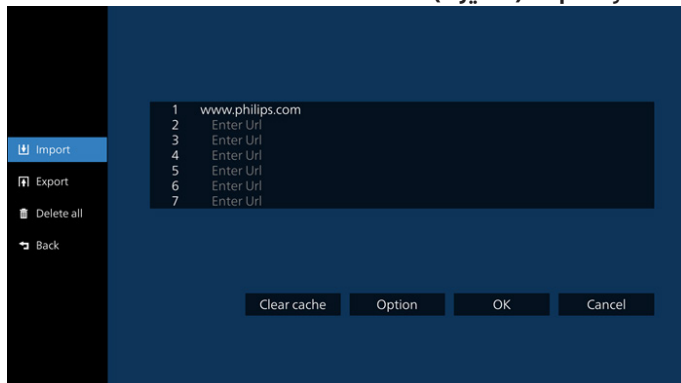 Import
Export
Delete all
Back
1 www.philips.com
2 Enter Url
3 Enter Url
4 Enter Url
5 Enter Url
6 Enter Url
7 Enter Url
Clear cache Option OK Cancel